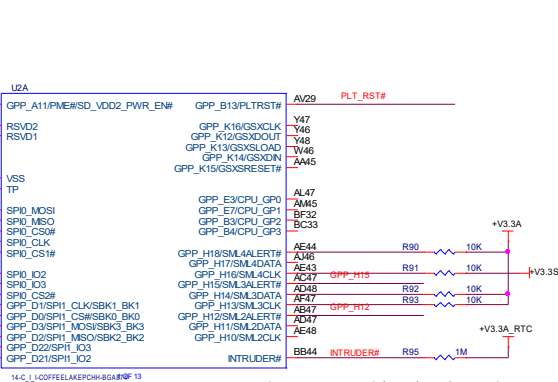 U2A
GPP_A11/PME#/SD_VDD2_PWR_EN#
GPP_B13/PLTRST#
AV29
PLT_RST#
RSVD2
RSVD1
GPP_K16/GSXCLK
Y47
GPP_K12/GSXDOUT
Y46
GPP_K13/GSXSLOAD
Y48
GPP_K14/GSXDIN
W46
GPP_K15/GSXSRESET#
AA45
VSS
TP
GPP_E3/CPU_GP0
AL47
GPP_E7/CPU_GP1
AM45
GPP_B3/CPU_GP2
BF32
GPP_B4/CPU_GP3
BC33
SPI0_MOSI
SPI0_MISO
SPI0_CS0#
SPI0_CLK
SPI0_CS1#
SPI0_IO2
SPI0_IO3
SPI0_CS2#
GPP_D1/SPI1_CLK/SBK1_BK1
GPP_D0/SPI1_CS#/SBK0_BK0
GPP_D3/SPI1_MOSI/SBK3_BK3
GPP_D2/SPI1_MISO/SBK2_BK2
GPP_D22/SPI1_IO3
GPP_D21/SPI1_IO2
GPP_H18/SML4ALERT#
AE44
R90
10K
GPP_H17/SML4DATA
AJ46
GPP_H16/SML4CLK
AE43
R91
10K
GPP_H15/SML3ALERT#
AC47
GPP_H15
GPP_H14/SML3DATA
AD48
R92
10K
GPP_H13/SML3CLK
AF47
R93
10K
GPP_H12/SML2ALERT#
AB47
GPP_H12
GPP_H11/SML2DATA
AD47
GPP_H10/SML2CLK
AE48
INTRUDER#
BB44
INTRUDER#
R95
1M
+V3.3A
+V3.3S
+V3.3A_RTC
OF 13